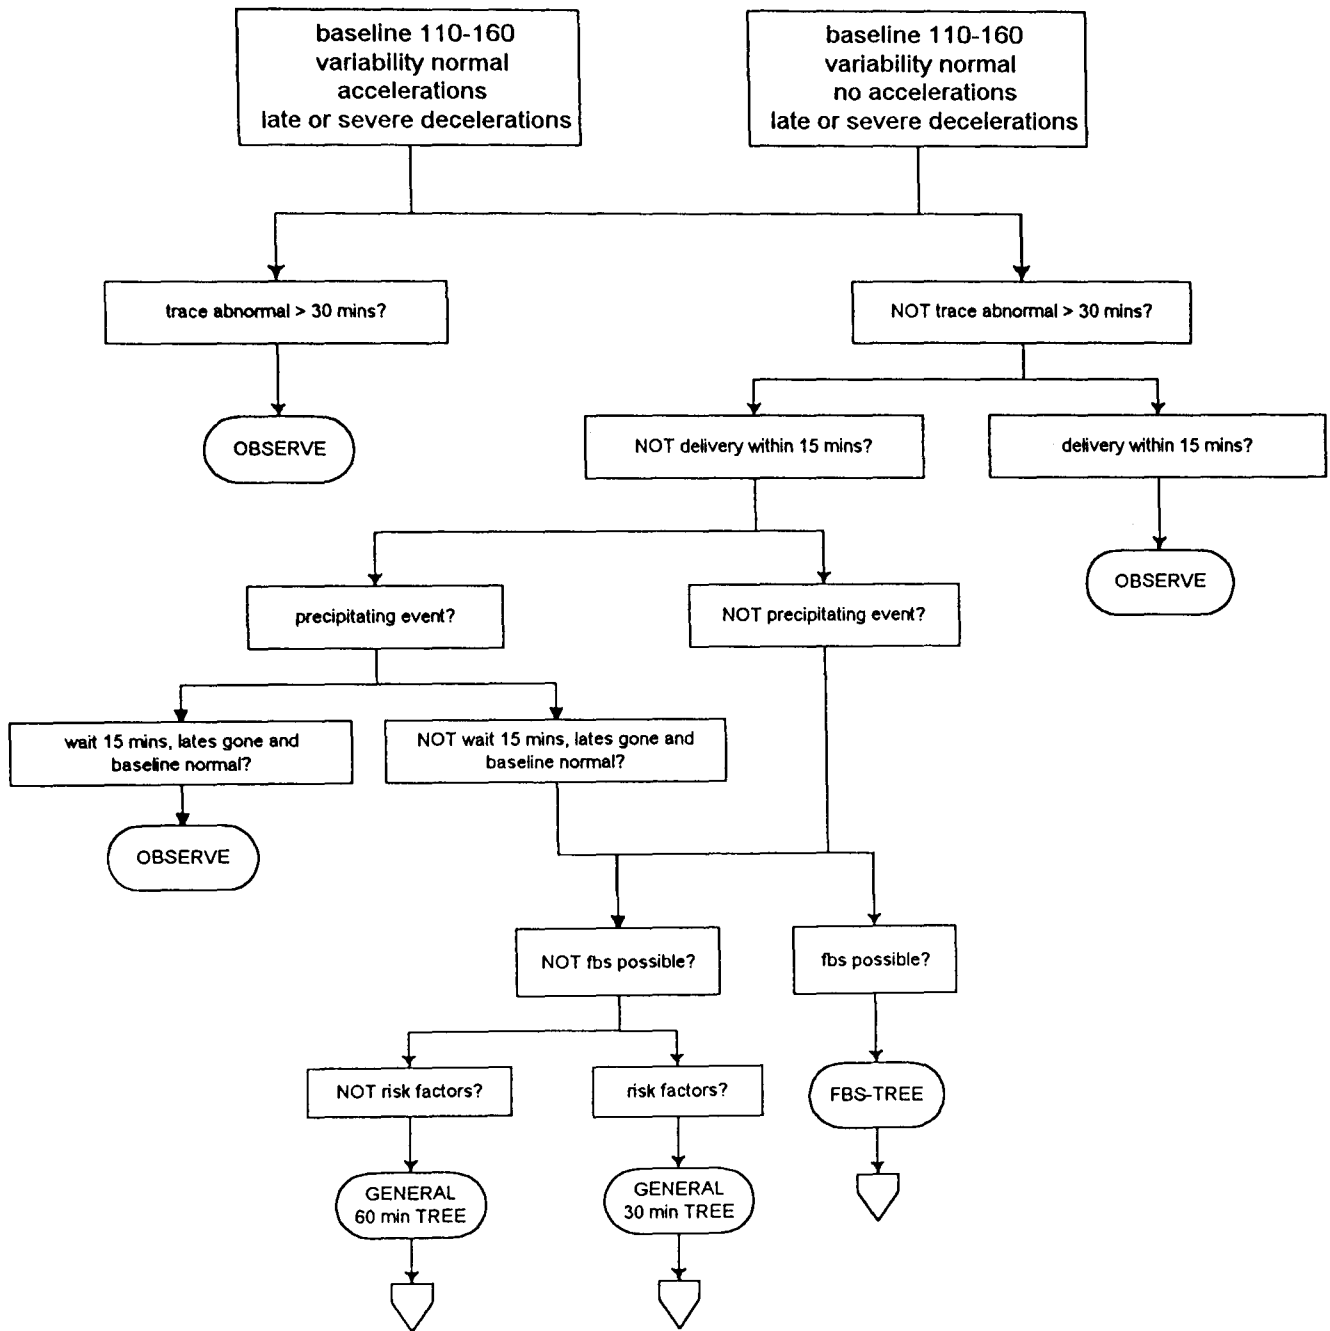 baseline 110-160
variability normal
accelerations
late or severe decelerations
baseline 110-160
variability normal
no accelerations
late or severe decelerations
trace abnormal > 30 mins?
NOT trace abnormal > 30 mins?
OBSERVE
NOT delivery within 15 mins?
delivery within 15 mins?
OBSERVE
precipitating event?
NOT precipitating event?
wait 15 mins, lates gone and
baseline normal?
NOT wait 15 mins, lates gone and
baseline normal?
OBSERVE
NOT fbs possible?
fbs possible?
NOT risk factors?
risk factors?
FBS-TREE
GENERAL
60 min TREE
GENERAL
30 min TREE